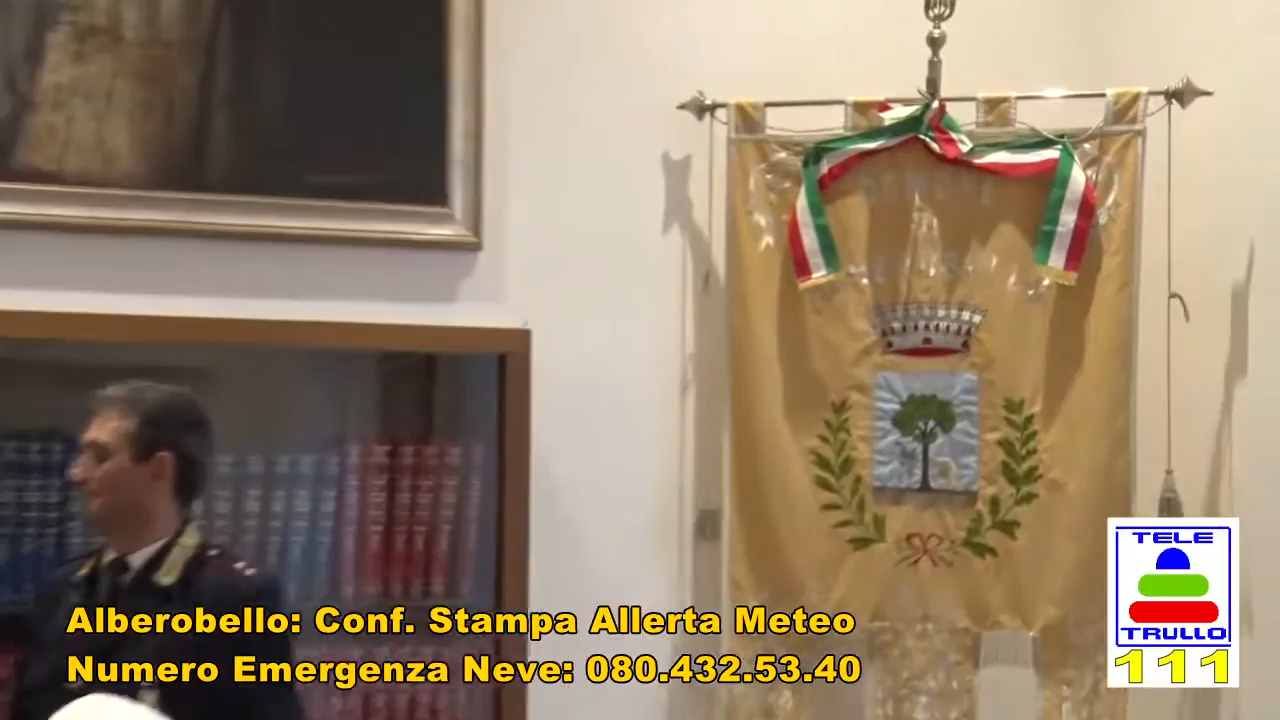 Alberobello: Conf. Stampa Allerta Meteo
Numero Emergenza Neve: 080.432.53.40
TELE
TRULLO
111